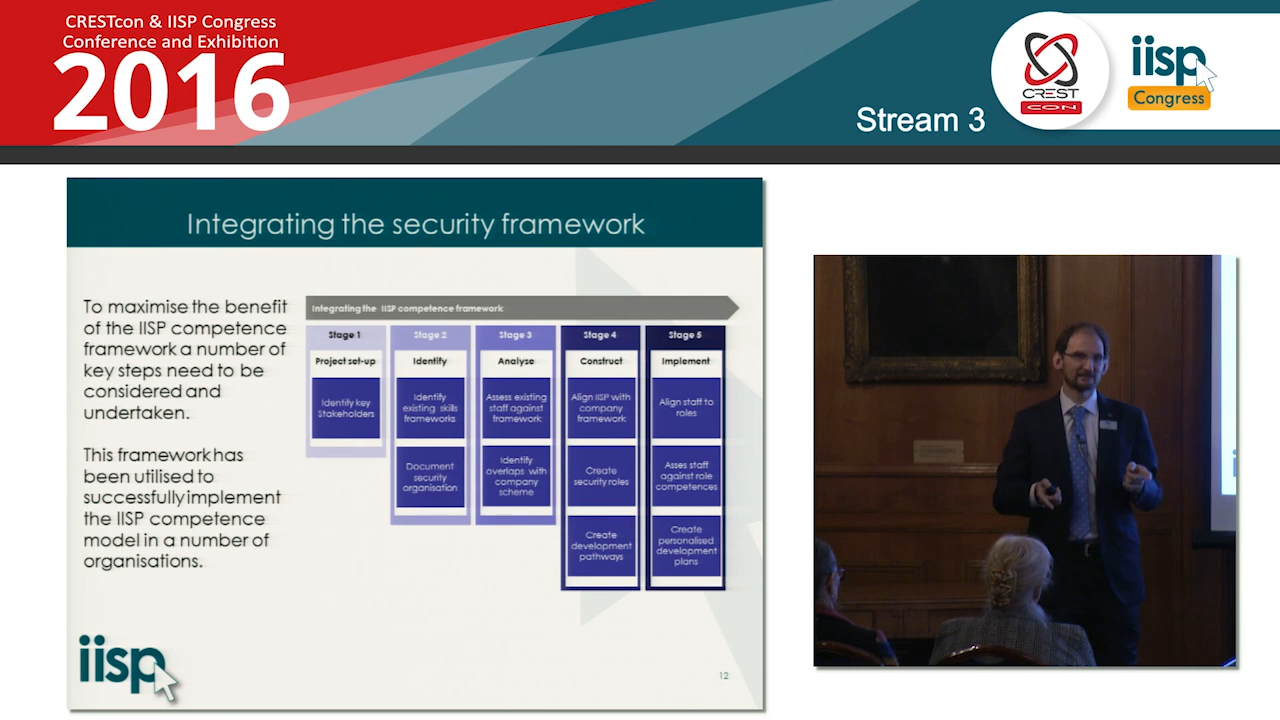 CRESTcon & IISP Congress
Conference and Exhibition
2016
Stream 3
CREST
CON
iisp
Congress
Integrating the security framework
To maximise the benefit
of the IISP competence
framework a number of
key steps need to be
considered and
undertaken.
This framework has
been utilised to
successfully implement
the IISP competence
model in a number of
organisations.
Integrating the IISP competence framework
Stage 1
Project set-up
Identify key
Stakeholders
Stage 2
Identify
Identify
existing skills
frameworks
Document
security
organisation
Stage 3
Analyse
Assess existing
staff against
framework
Identify
overlaps with
company
scheme
Stage 4
Construct
Align IISP with
company
framework
Create
security roles
Create
development
pathways
Stage 5
Implement
Align staff to
roles
Asses staff
against role
competences
Create
personalised
development
plans
iisp
12